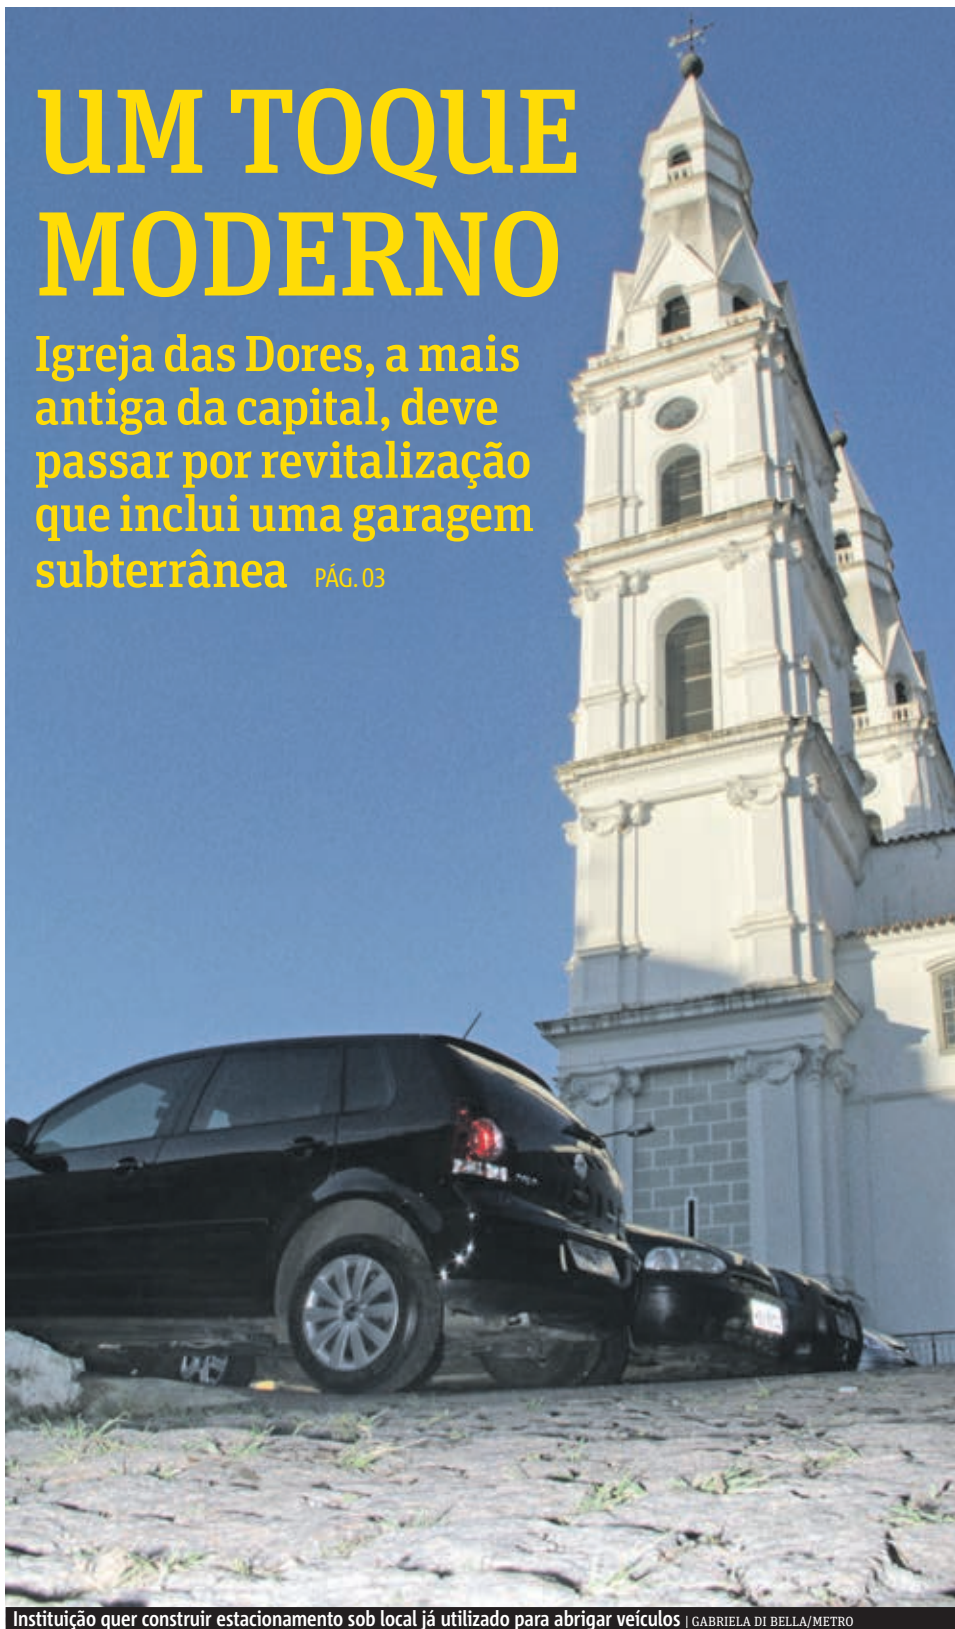 UM TOQUE
MODERNO
Igreja das Dores, a mais
antiga da capital, deve
passar por revitalização
que inclui uma garagem
subterrânea PÁG. 03
Instituição quer construir estacionamento sob local já utilizado para abrigar veículos | GABRIELA DI BELLA/METRO